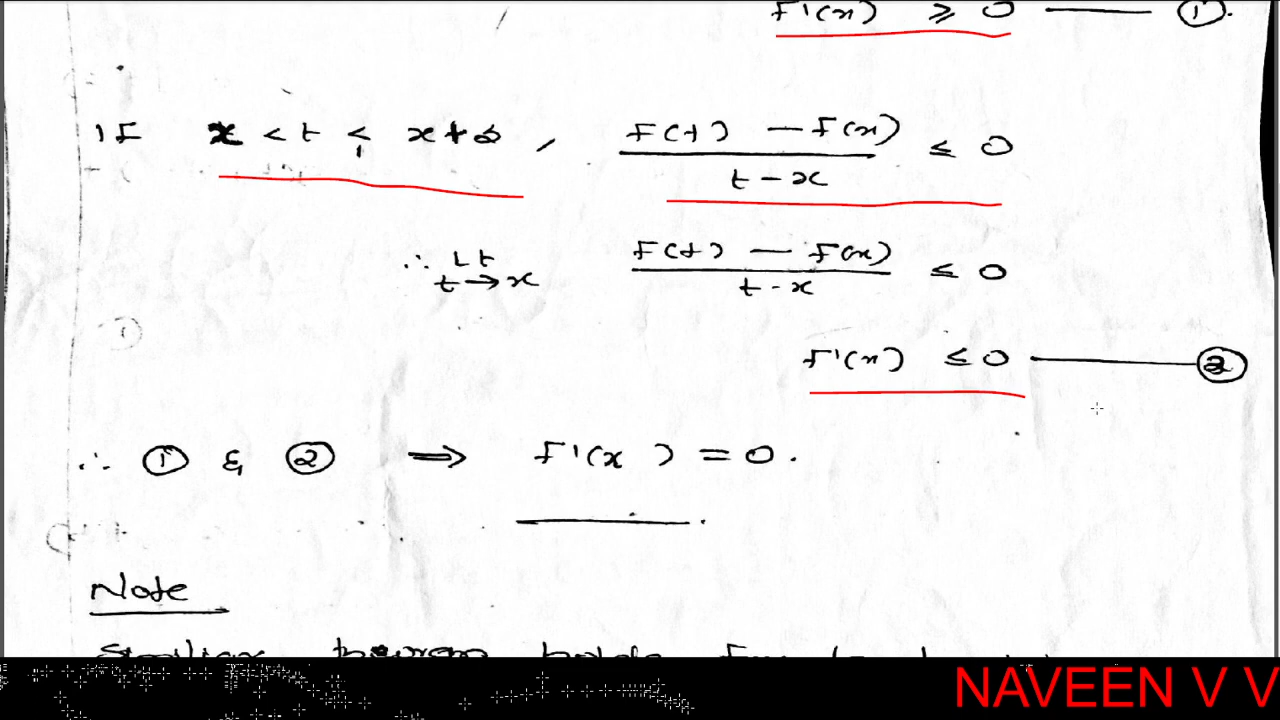 f'(x) ≥ 0 —— ①.
If x < t < x+δ, f(t) — f(x) / t – x ≤ 0
∴ Lt t→x f(t) — f(x) / t - x ≤ 0
f'(x) ≤ 0 —— ②
∴ ① & ② ⟹ f'(x) = 0.
Note
NAVEEN V V